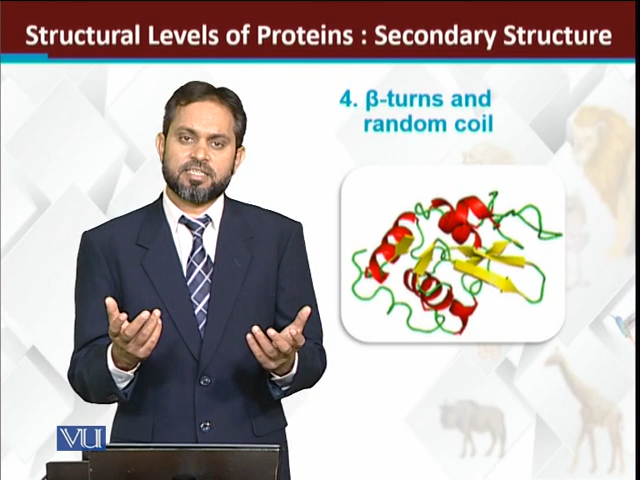 Structural Levels of Proteins : Secondary Structure
4. β-turns and
random coil
VU